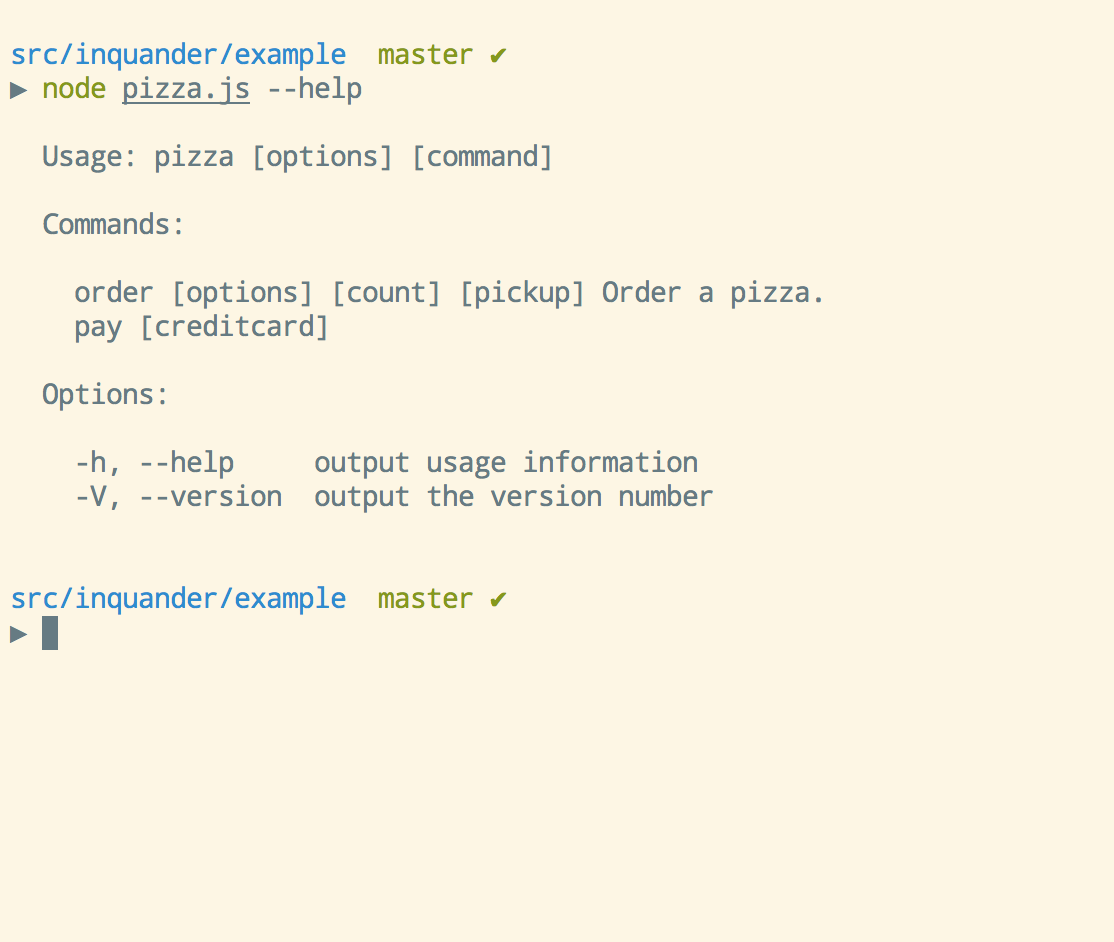 src/inquander/example  master ✔
▶ node pizza.js --help
Usage: pizza [options] [command]
Commands:
order [options] [count] [pickup] Order a pizza.
pay [creditcard]
Options:
-h, --help     output usage information
-V, --version  output the version number
src/inquander/example  master ✔
▶